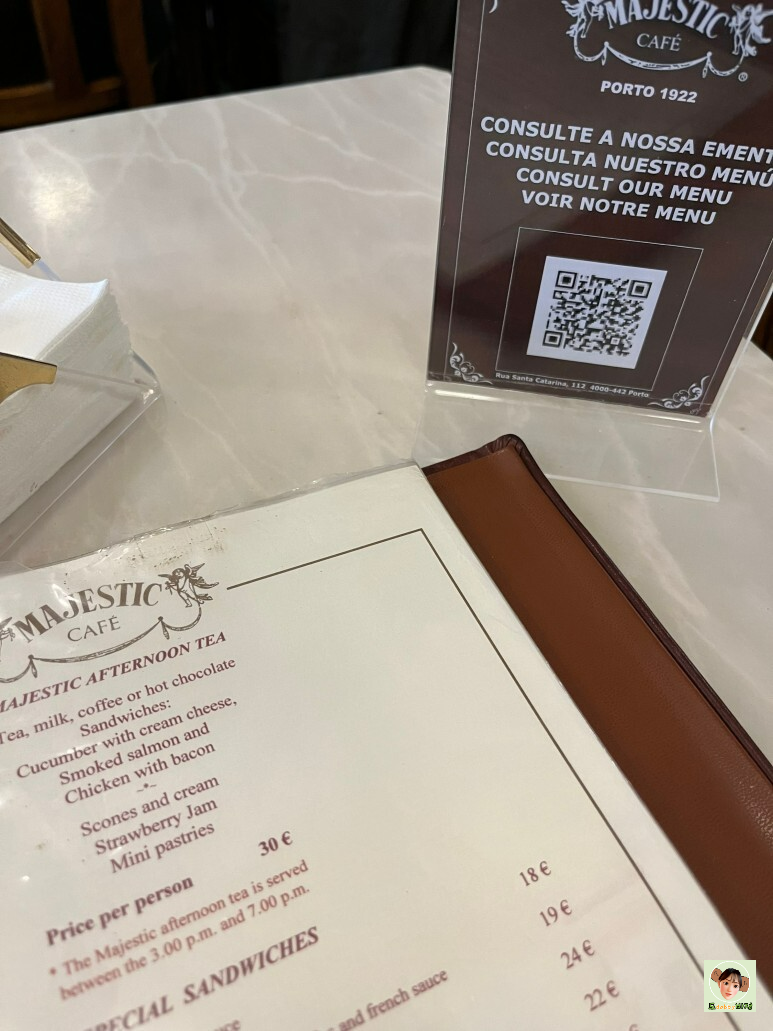 MAJESTIC
CAFÉ
PORTO 1922
CONSULTE A NOSSA EMENT
CONSULTA NUESTRO MENÚ
CONSULT OUR MENU
VOIR NOTRE MENU
Rua Santa Catarina, 112 4000-442 Porto
MAJESTIC
CAFÉ
MAJESTIC AFTERNOON TEA
Tea, milk, coffee or hot chocolate
Sandwiches:
Cucumber with cream cheese,
Smoked salmon and
Chicken with bacon
Scones and cream
Strawberry Jam
Mini pastries
Price per person 30 €
• The Majestic afternoon tea is served
between the 3.00 p.m. and 7.00 p.m.
SPECIAL SANDWICHES
18 €
19 €
and french sauce 24 €
22 €